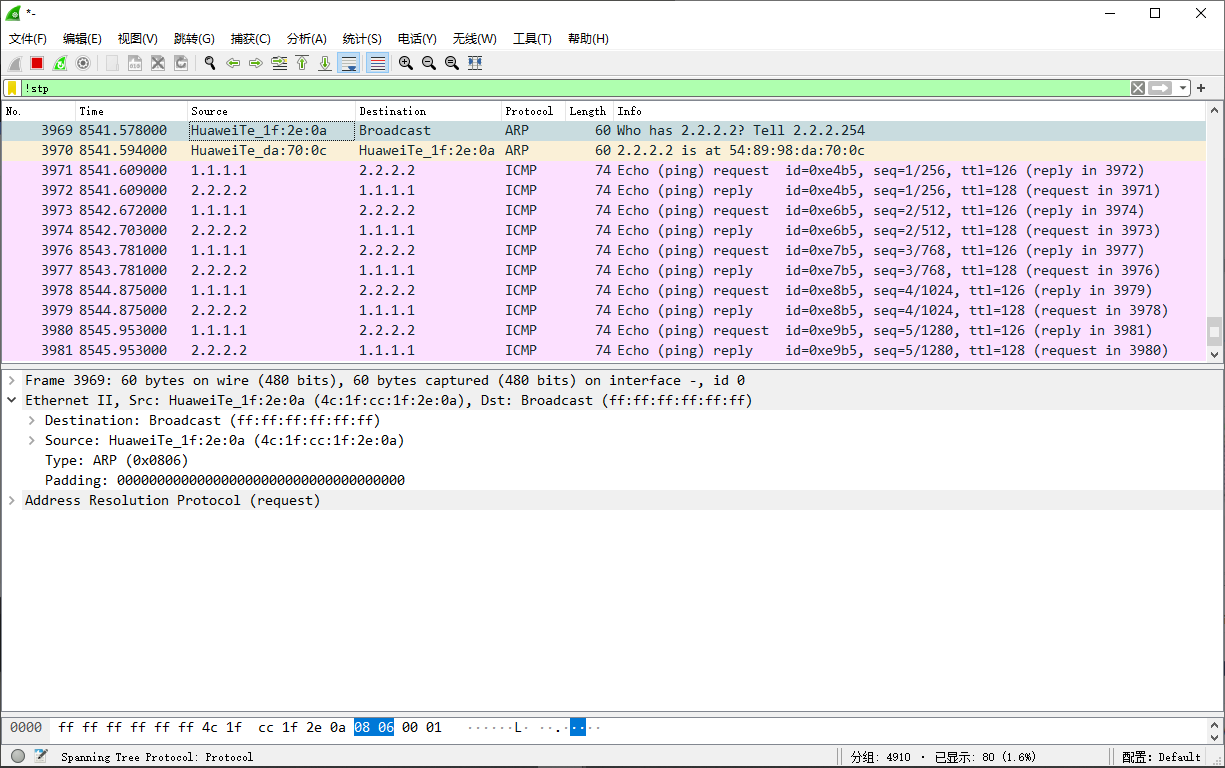 *-
文件(F) 编辑(E) 视图(V) 跳转(G) 捕获(C) 分析(A) 统计(S) 电话(Y) 无线(W) 工具(T) 帮助(H)
!stp
No. Time Source Destination Protocol Length Info
3969 8541.578000 HuaweiTe_1f:2e:0a Broadcast ARP 60 Who has 2.2.2.2? Tell 2.2.2.254
3970 8541.594000 HuaweiTe_da:70:0c HuaweiTe_1f:2e:0a ARP 60 2.2.2.2 is at 54:89:98:da:70:0c
3971 8541.609000 1.1.1.1 2.2.2.2 ICMP 74 Echo (ping) request id=0xe4b5, seq=1/256, ttl=126 (reply in 3972)
3972 8541.609000 2.2.2.2 1.1.1.1 ICMP 74 Echo (ping) reply id=0xe4b5, seq=1/256, ttl=128 (request in 3971)
3973 8542.672000 1.1.1.1 2.2.2.2 ICMP 74 Echo (ping) request id=0xe6b5, seq=2/512, ttl=126 (reply in 3974)
3974 8542.703000 2.2.2.2 1.1.1.1 ICMP 74 Echo (ping) reply id=0xe6b5, seq=2/512, ttl=128 (request in 3973)
3976 8543.781000 1.1.1.1 2.2.2.2 ICMP 74 Echo (ping) request id=0xe7b5, seq=3/768, ttl=126 (reply in 3977)
3977 8543.781000 2.2.2.2 1.1.1.1 ICMP 74 Echo (ping) reply id=0xe7b5, seq=3/768, ttl=128 (request in 3976)
3978 8544.875000 1.1.1.1 2.2.2.2 ICMP 74 Echo (ping) request id=0xe8b5, seq=4/1024, ttl=126 (reply in 3979)
3979 8544.875000 2.2.2.2 1.1.1.1 ICMP 74 Echo (ping) reply id=0xe8b5, seq=4/1024, ttl=128 (request in 3978)
3980 8545.953000 1.1.1.1 2.2.2.2 ICMP 74 Echo (ping) request id=0xe9b5, seq=5/1280, ttl=126 (reply in 3981)
3981 8545.953000 2.2.2.2 1.1.1.1 ICMP 74 Echo (ping) reply id=0xe9b5, seq=5/1280, ttl=128 (request in 3980)
Frame 3969: 60 bytes on wire (480 bits), 60 bytes captured (480 bits) on interface -, id 0
Ethernet II, Src: HuaweiTe_1f:2e:0a (4c:1f:cc:1f:2e:0a), Dst: Broadcast (ff:ff:ff:ff:ff:ff)
Destination: Broadcast (ff:ff:ff:ff:ff:ff)
Source: HuaweiTe_1f:2e:0a (4c:1f:cc:1f:2e:0a)
Type: ARP (0x0806)
Padding: 000000000000000000000000000000000000
Address Resolution Protocol (request)
0000 ff ff ff ff ff ff 4c 1f cc 1f 2e 0a 08 06 00 01 ······L· ··.·····
Spanning Tree Protocol: Protocol 分组: 4910 · 已显示: 80 (1.6%) 配置: Default